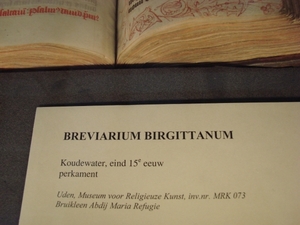 BREVIARIUM BIRGITTANUM
Koudewater, eind 15e eeuw
perkament
Uden, Museum voor Religieuze Kunst, inv.nr. MRK 073
Bruikleen Abdij Maria Refugie